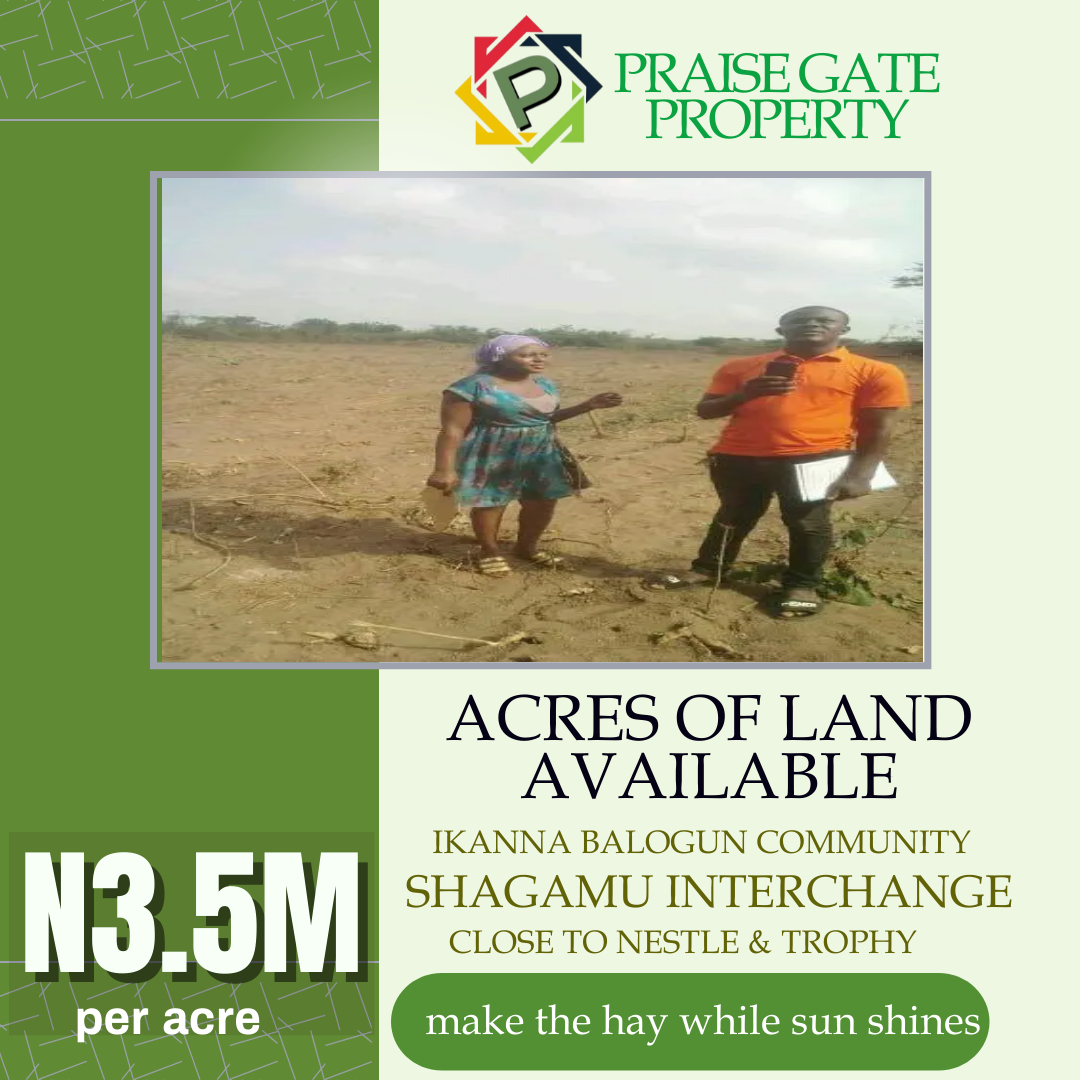 P
PRAISE GATE
PROPERTY
ACRES OF LAND
AVAILABLE
IKANNA BALOGUN COMMUNITY
SHAGAMU INTERCHANGE
CLOSE TO NESTLE & TROPHY
N3.5M
per acre
make the hay while sun shines